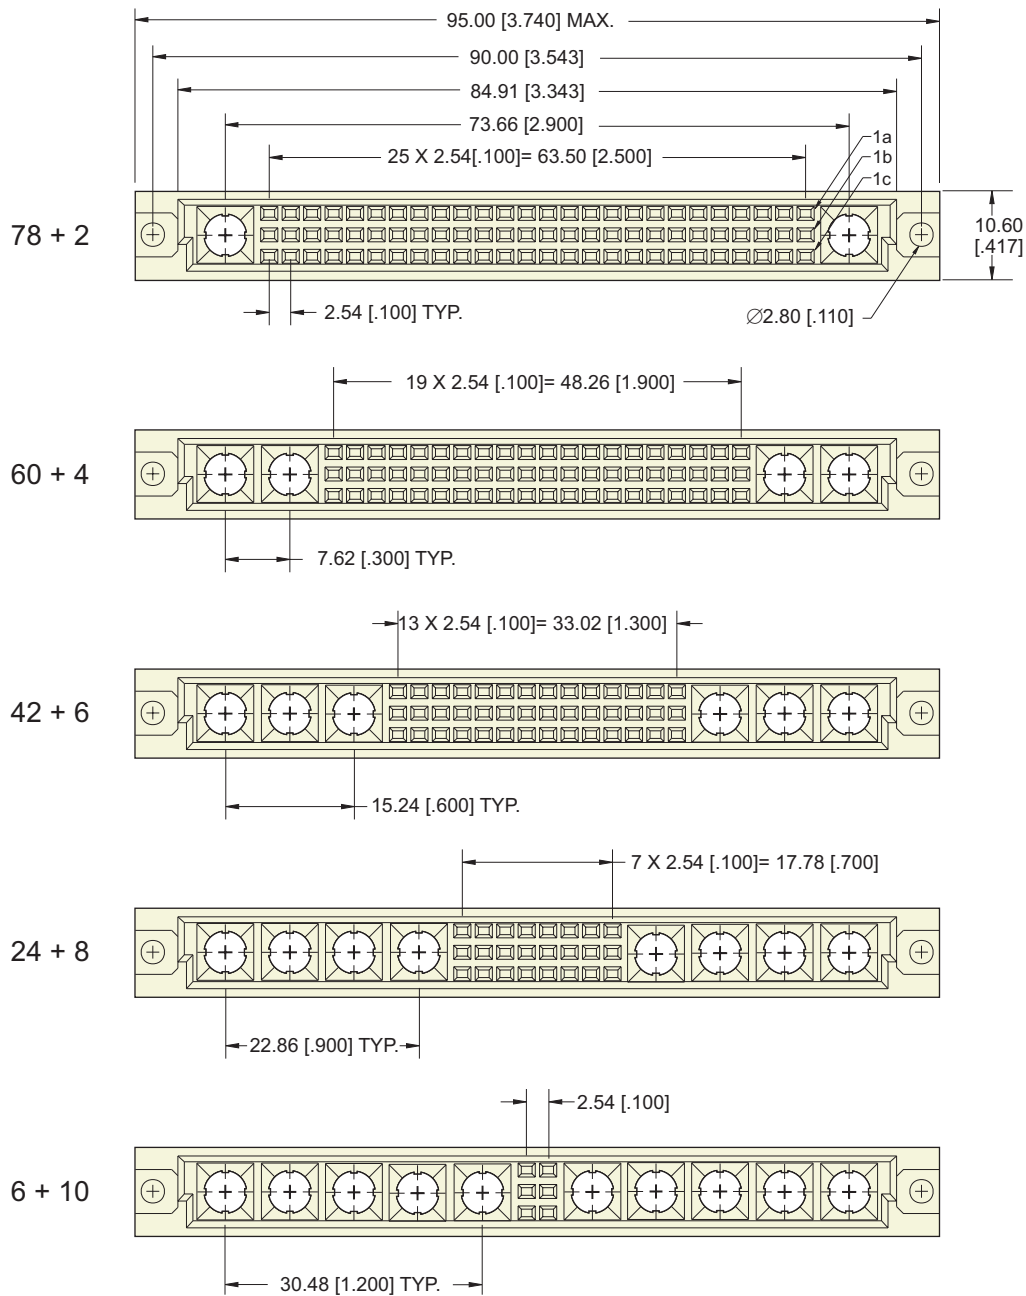 95.00 [3.740] MAX.
90.00 [3.543]
84.91 [3.343]
73.66 [2.900]
25 X 2.54[.100]= 63.50 [2.500]
1a
1b
1c
78 + 2
10.60
[.417]
2.54 [.100] TYP.
∅2.80 [.110]
19 X 2.54 [.100]= 48.26 [1.900]
60 + 4
7.62 [.300] TYP.
13 X 2.54 [.100]= 33.02 [1.300]
42 + 6
15.24 [.600] TYP.
7 X 2.54 [.100]= 17.78 [.700]
24 + 8
22.86 [.900] TYP.
2.54 [.100]
6 + 10
30.48 [1.200] TYP.